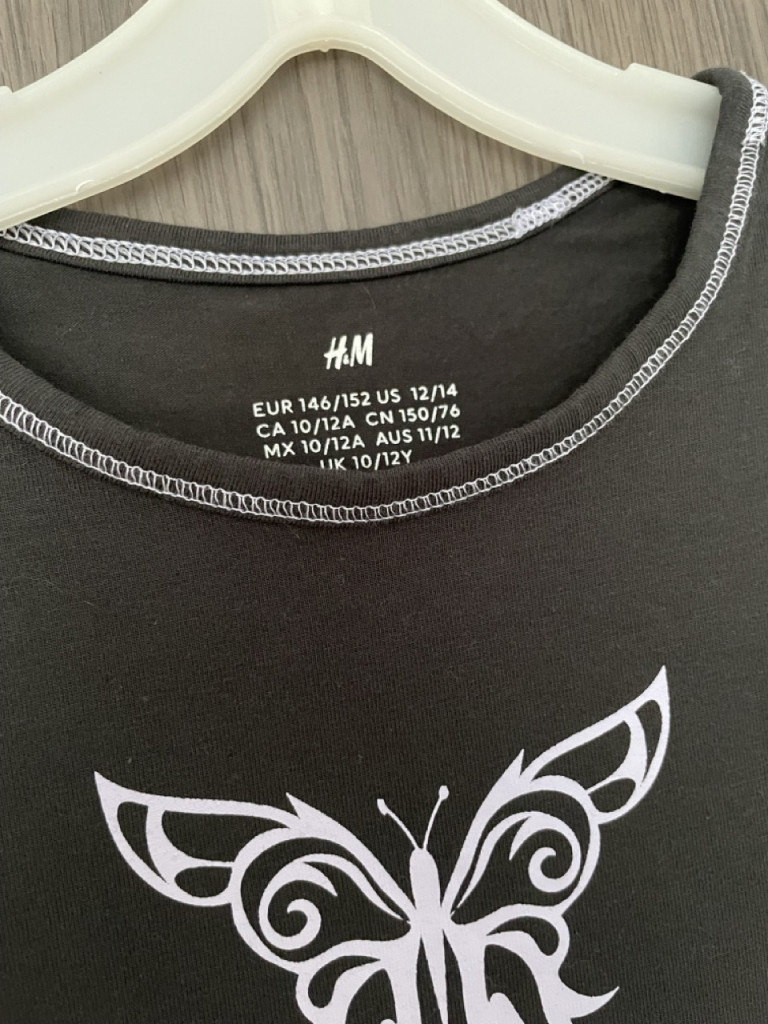 H&M
EUR 146/152 US 12/14
CA 10/12A CN 150/76
MX 10/12A AUS 11/12
UK 10/12Y